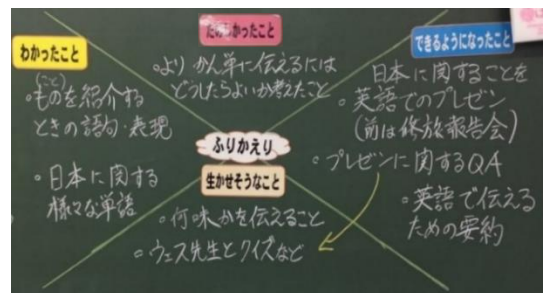 わかったこと
(こと)
・ものを紹介する
ときの語句・表現
・日本に関する
様々な単語
たのしかったこと
・よりかん単に伝えるには
どうしたらよいか考えたこと
できるようになったこと
日本に関することを
・英語でのプレゼン
(前は修旅報告会)
・プレゼンに関するQA
・英語で伝える
ための要約
ふりかえり
生かせそうなこと
・何味かを伝えること
・ウェス先生とクイズなど